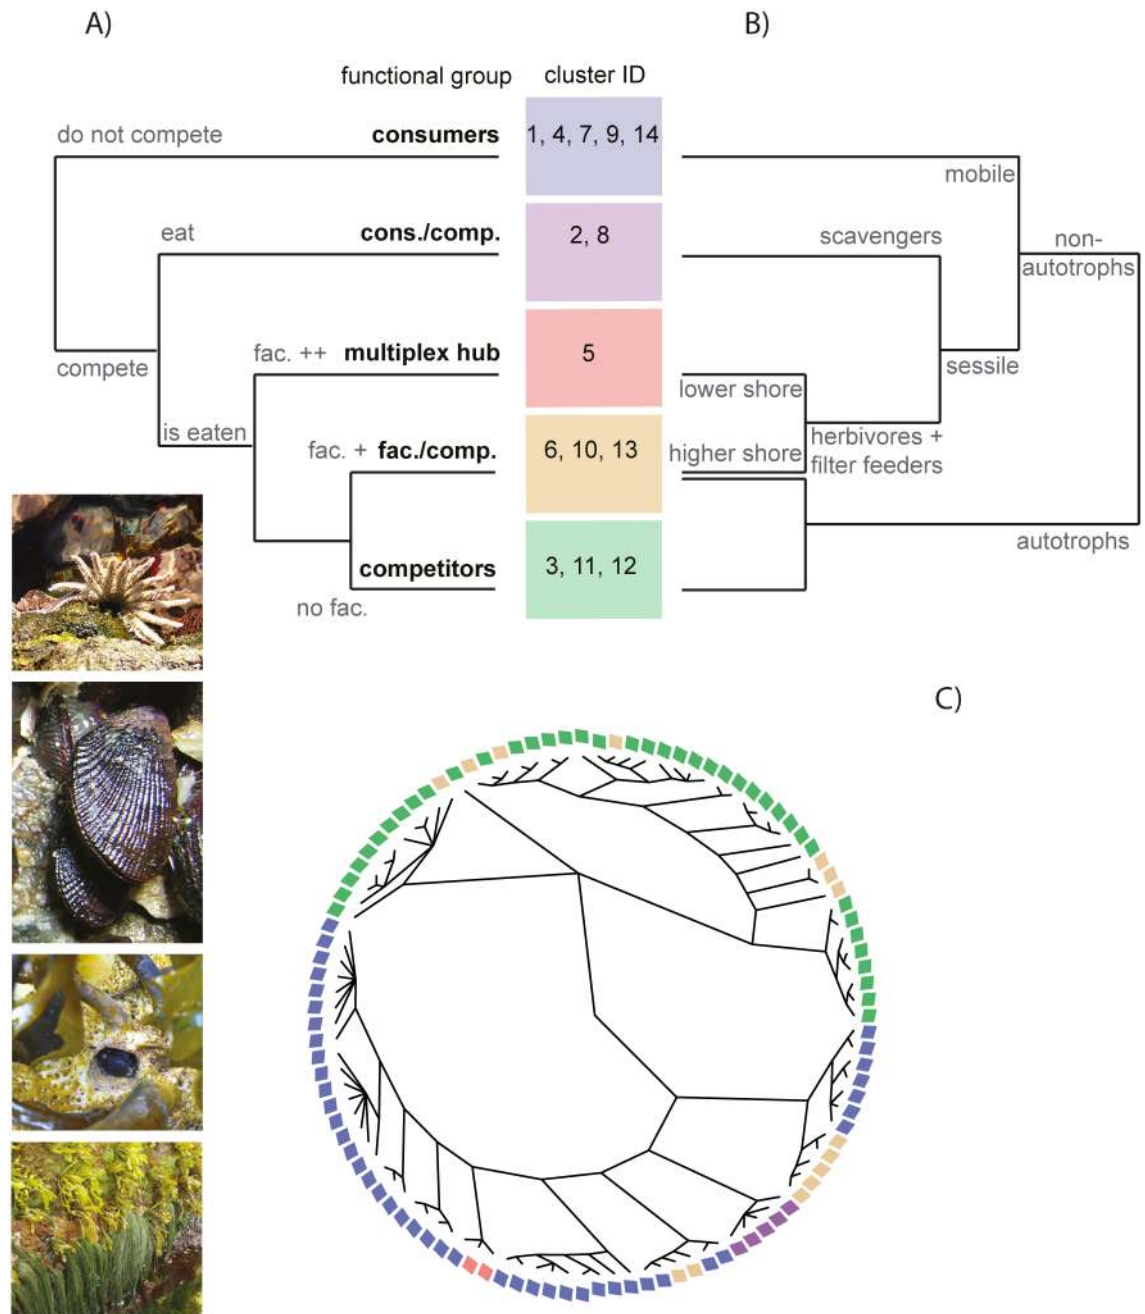 A)
B)
functional group
cluster ID
do not compete
consumers
1, 4, 7, 9, 14
mobile
eat
cons./comp.
2, 8
scavengers
non-
autotrophs
compete
fac. ++
multiplex hub
5
lower shore
sessile
is eaten
fac. +
fac./comp.
6, 10, 13
higher shore
herbivores +
filter feeders
autotrophs
competitors
3, 11, 12
no fac.
C)